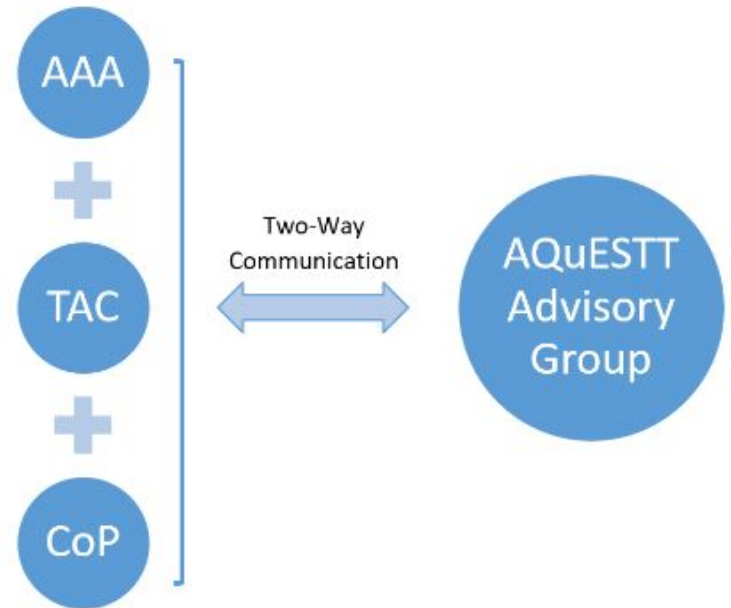 AAA
TAC
CoP
Two-Way
Communication
AQuESTT
Advisory
Group